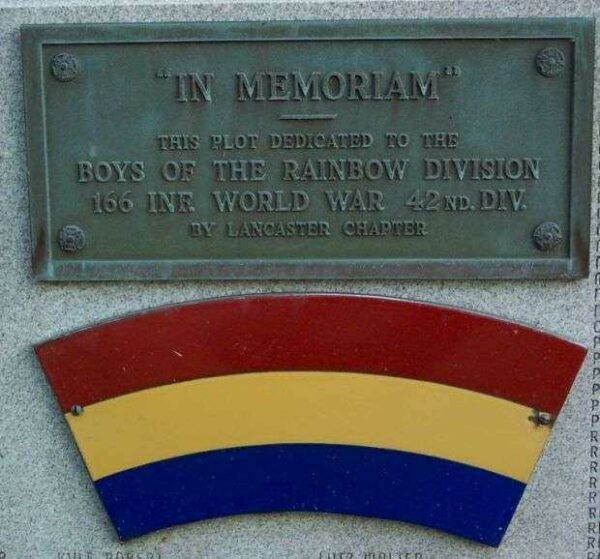 "IN MEMORIAM"
THIS PLOT DEDICATED TO THE
BOYS OF THE RAINBOW DIVISION
166 INF. WORLD WAR 42ND. DIV.
BY LANCASTER CHAPTER